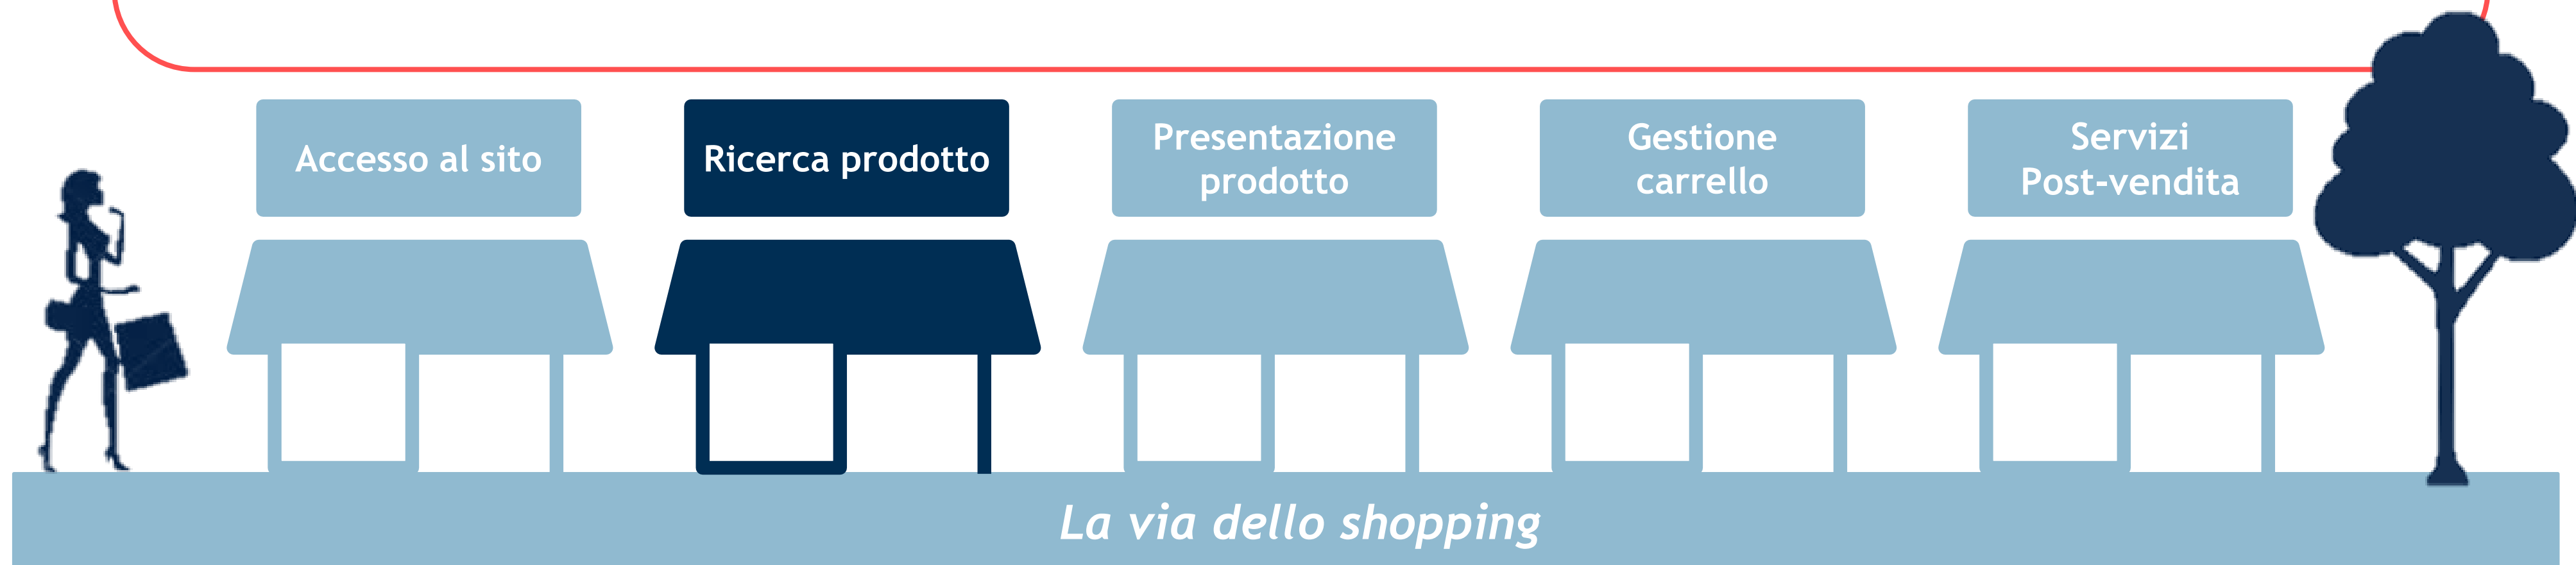 Accesso al sito
Ricerca prodotto
Presentazione
prodotto
Gestione
carrello
Servizi
Post-vendita
La via dello shopping